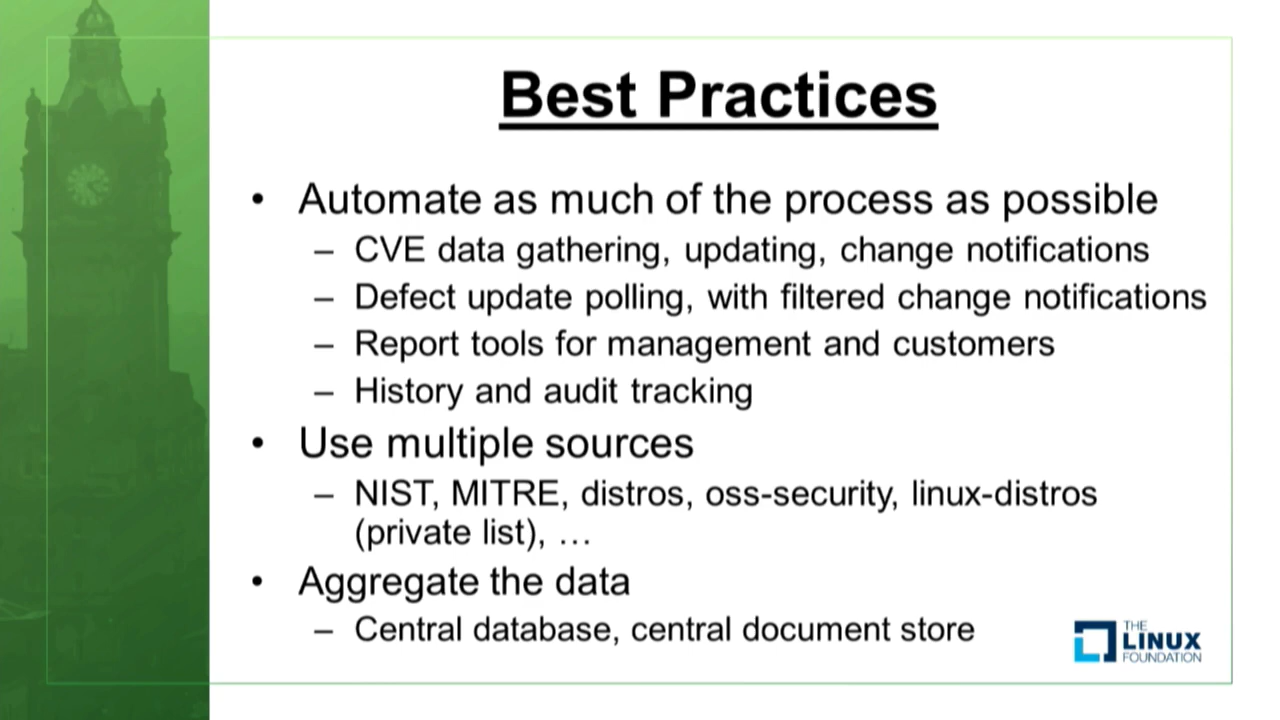 Best Practices
• Automate as much of the process as possible
– CVE data gathering, updating, change notifications
– Defect update polling, with filtered change notifications
– Report tools for management and customers
– History and audit tracking
• Use multiple sources
– NIST, MITRE, distros, oss-security, linux-distros
(private list), …
• Aggregate the data
– Central database, central document store
THE
LINUX
FOUNDATION